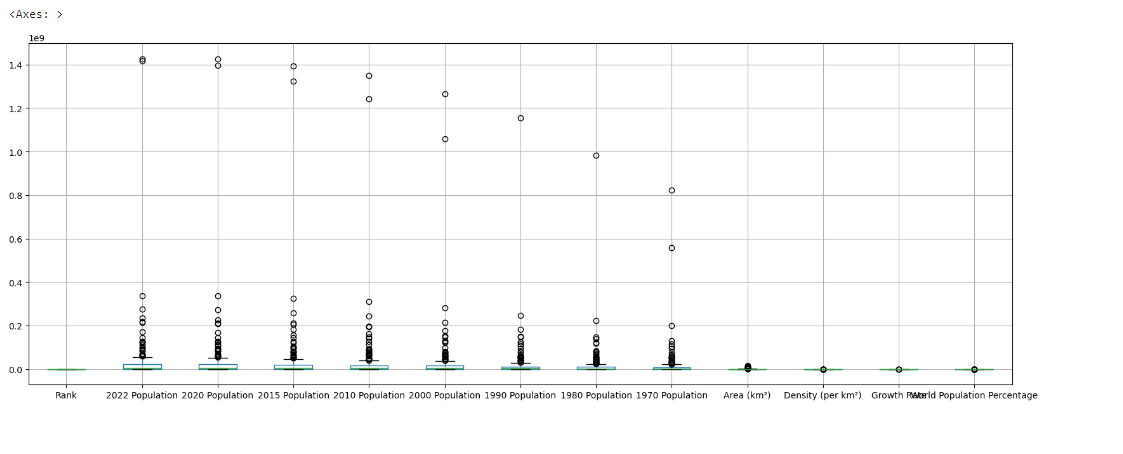 <Axes: >
1e9
1.4
1.2
1.0
0.8
0.6
0.4
0.2
0.0
Rank 2022 Population 2020 Population 2015 Population 2010 Population 2000 Population 1990 Population 1980 Population 1970 Population Area (km²) Density (per km²) Growth Rate World Population Percentage